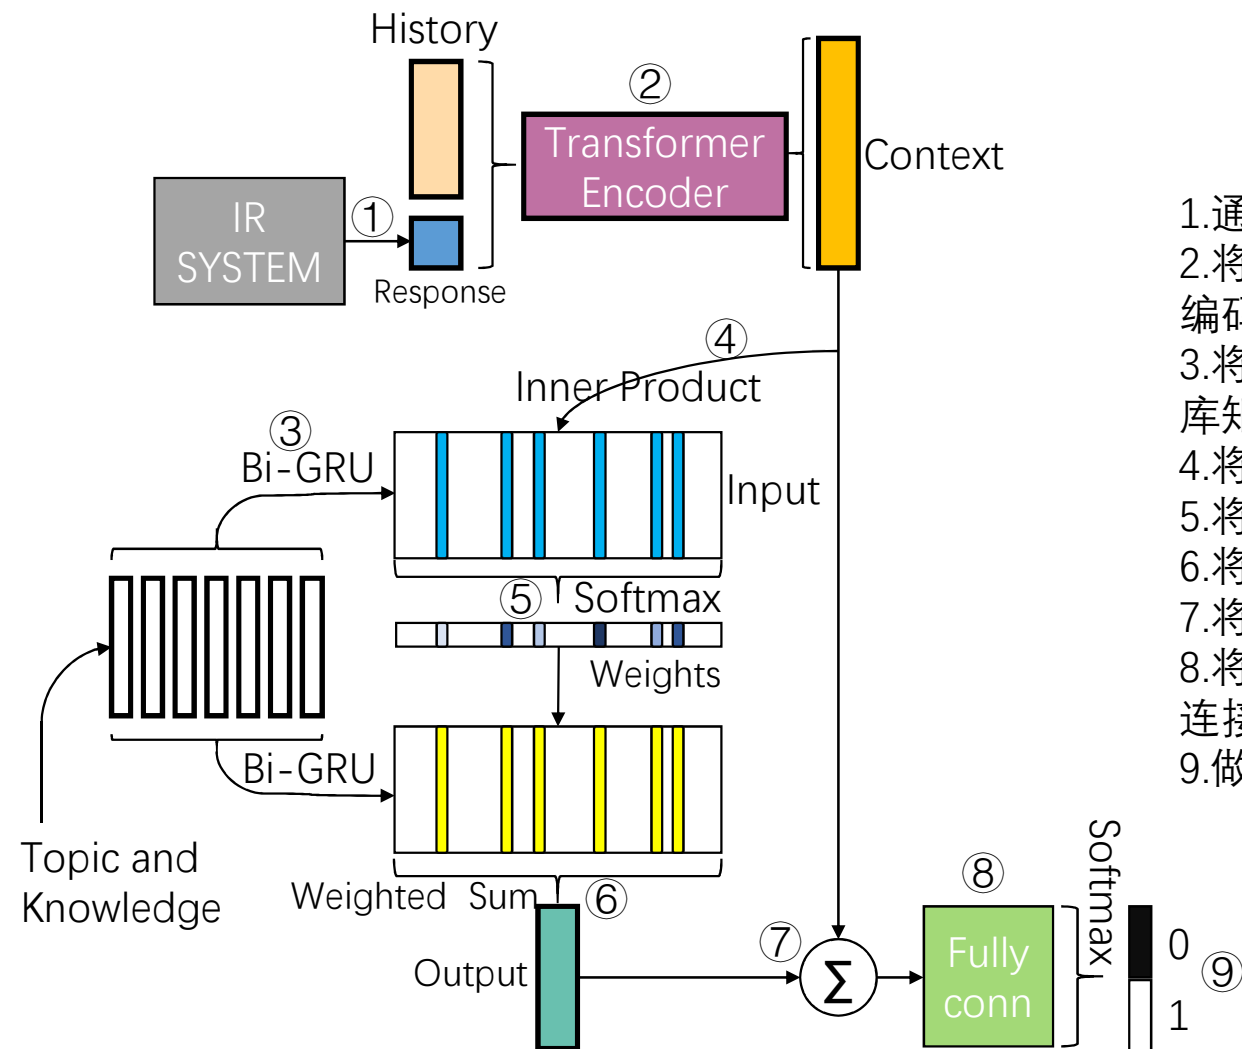 History
②
Transformer
Encoder
Context
IR
SYSTEM
①
Response
④
Inner Product
③
Bi-GRU
Input
⑤
Softmax
Weights
Bi-GRU
Topic and
Knowledge
Weighted Sum
⑥
Output
⑦
Σ
⑧
Fully
conn
Softmax
0
1
⑨
1.通
2.将
编码
3.将
库知
4.将
5.将
6.将
7.将
8.将
连接
9.做